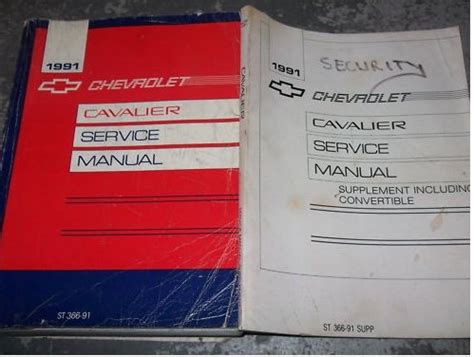 1991
CHEVROLET
CAVALIER
SERVICE
MANUAL
ST 366-91
CAVALIER
SECURITY
1991
CHEVROLET
CAVALIER
SERVICE
MANUAL
SUPPLEMENT INCLUDING
CONVERTIBLE
ST 366-91 SUPP